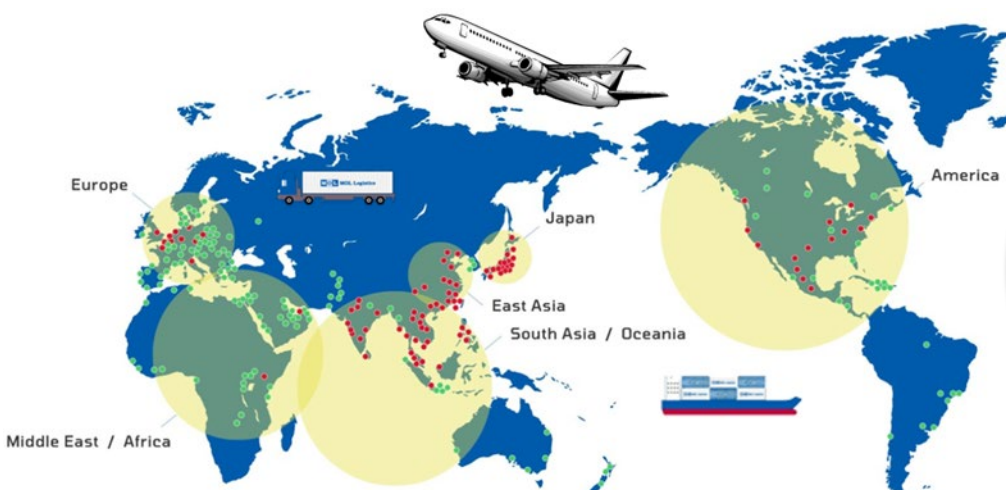 Europe
MOL Logistics
Japan
America
East Asia
South Asia / Oceania
Middle East / Africa